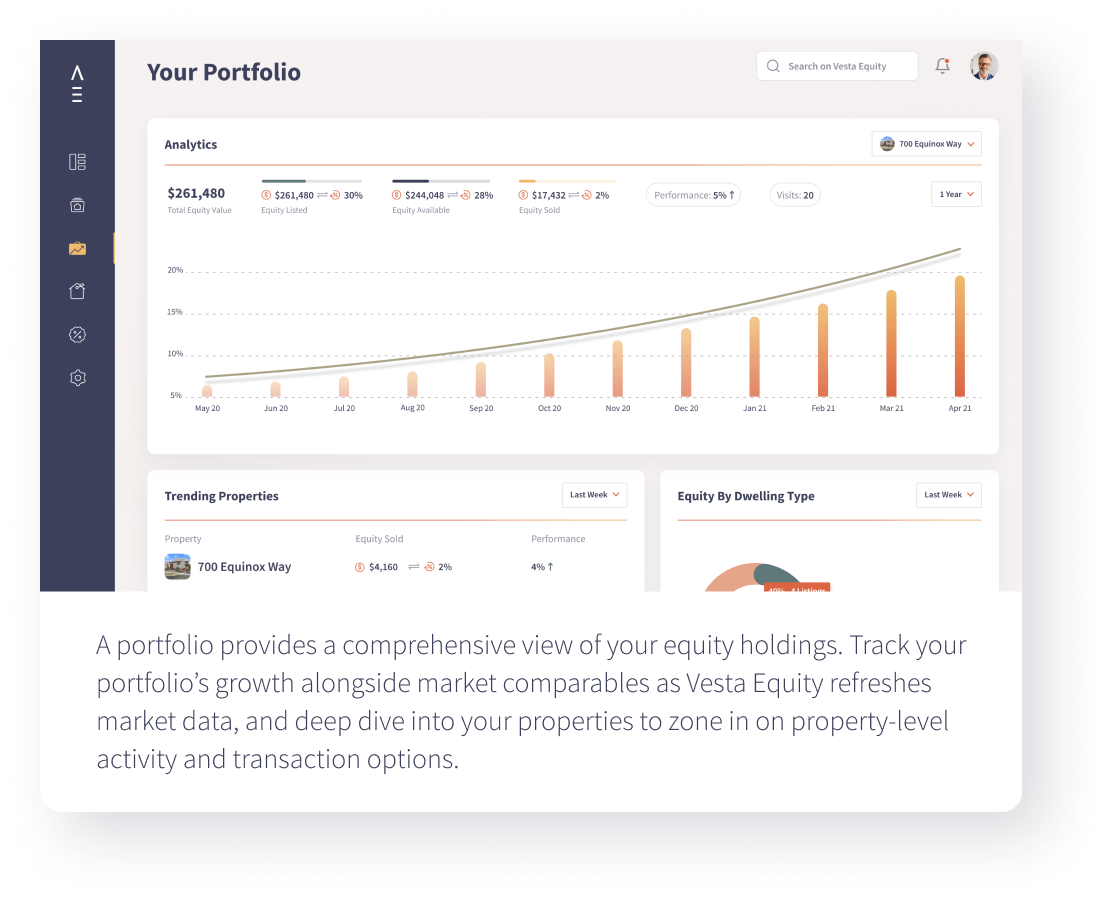 Your Portfolio
Search on Vesta Equity
Analytics
700 Equinox Way
$261,480
Total Equity Value
$261,480 30%
Equity Listed
$244,048 28%
Equity Available
$17,432 2%
Equity Sold
Performance: 5% ↑
Visits: 20
1 Year
20%
15%
10%
5%
May 20 Jun 20 Jul 20 Aug 20 Sep 20 Oct 20 Nov 20 Dec 20 Jan 21 Feb 21 Mar 21 Apr 21
Trending Properties
Last Week
Property Equity Sold Performance
700 Equinox Way $4,160 2% 4% ↑
Equity By Dwelling Type
Last Week
A portfolio provides a comprehensive view of your equity holdings. Track your
portfolio’s growth alongside market comparables as Vesta Equity refreshes
market data, and deep dive into your properties to zone in on property-level
activity and transaction options.